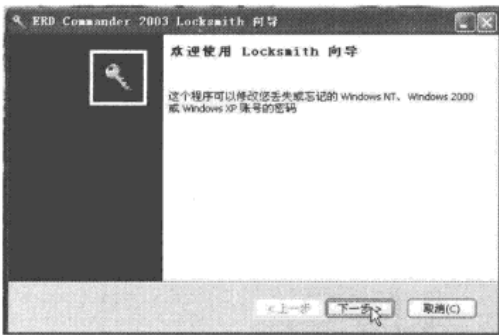 ERD Commander 2003 Locksmith 向导
欢迎使用 Locksmith 向导
这个程序可以修改您丢失或忘记的 Windows NT、Windows 2000
或 Windows XP 账号的密码
<上一步
下一步>
取消(C)